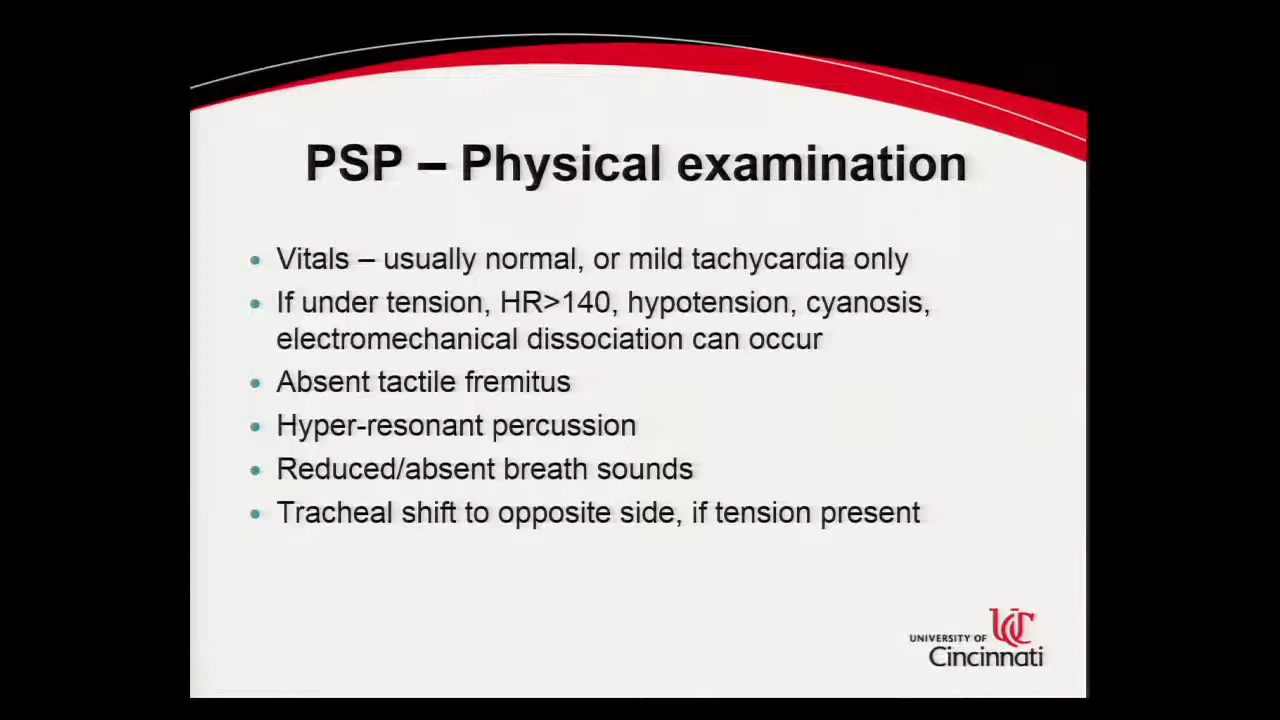 PSP – Physical examination
Vitals – usually normal, or mild tachycardia only
If under tension, HR>140, hypotension, cyanosis,
electromechanical dissociation can occur
Absent tactile fremitus
Hyper-resonant percussion
Reduced/absent breath sounds
Tracheal shift to opposite side, if tension present
UC
UNIVERSITY OF
Cincinnati